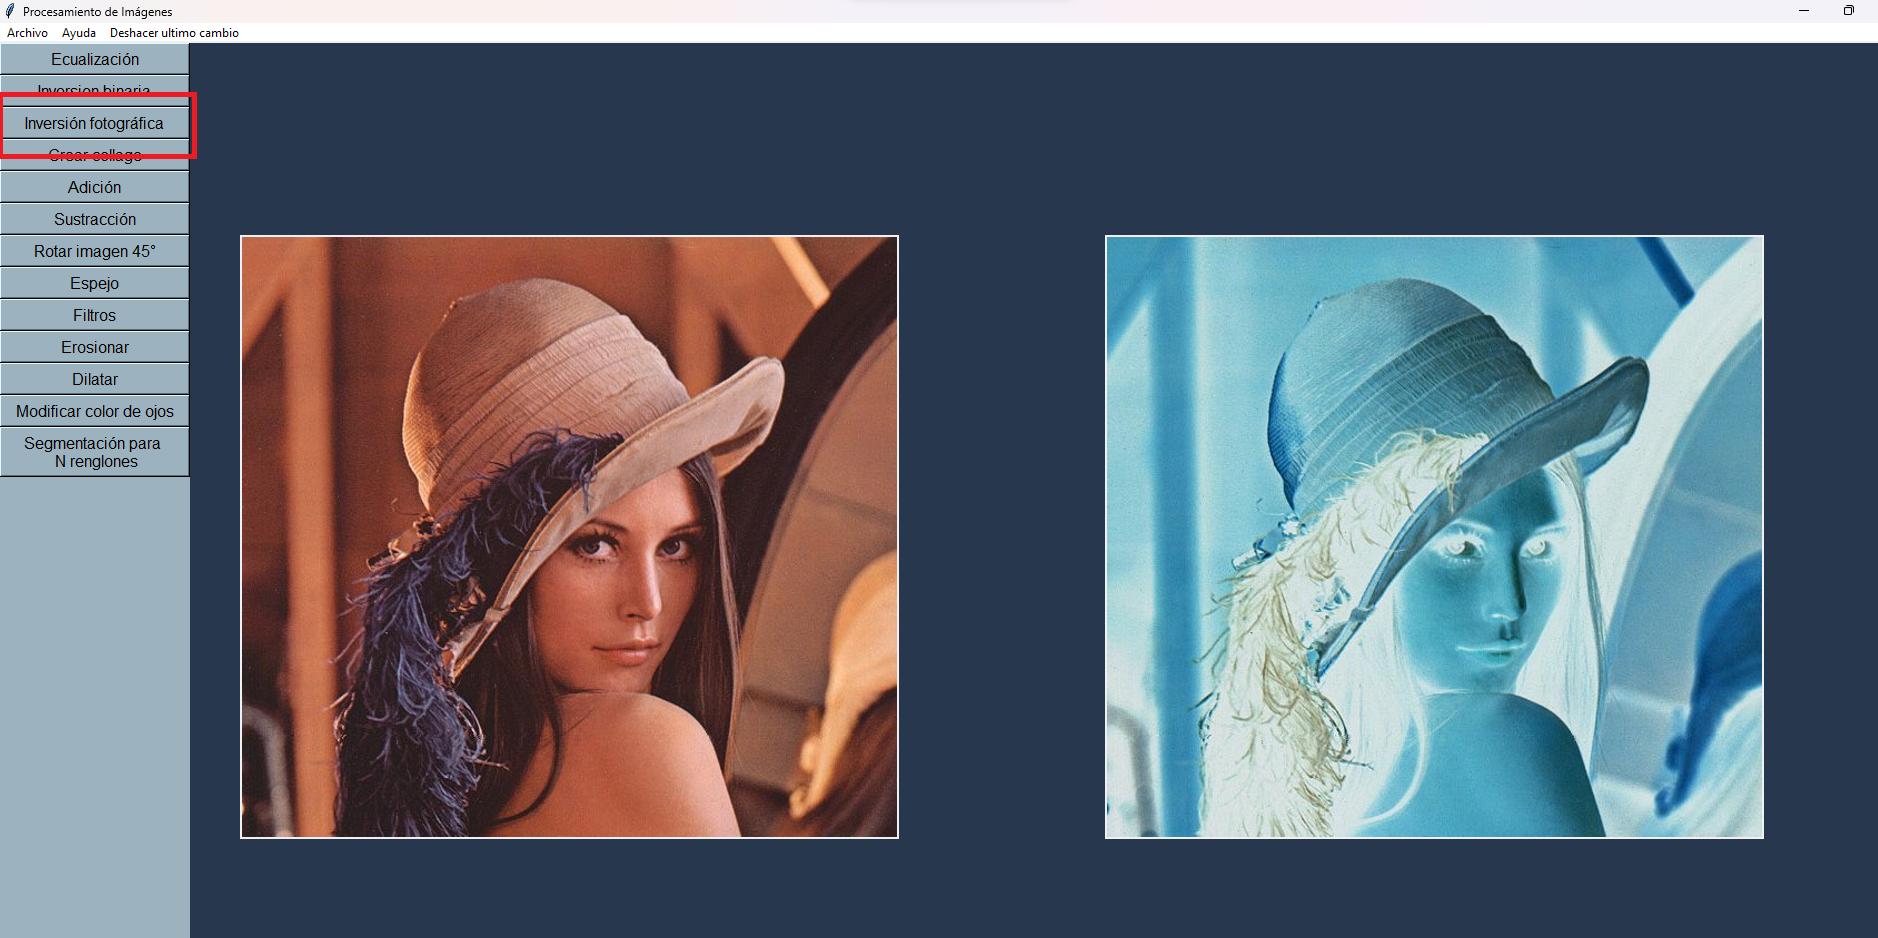 Procesamiento de Imágenes
Archivo Ayuda Deshacer ultimo cambio
Ecualización
Inversion binaria
Inversión fotográfica
Crear collage
Adición
Sustracción
Rotar imagen 45°
Espejo
Filtros
Erosionar
Dilatar
Modificar color de ojos
Segmentación para
N renglones